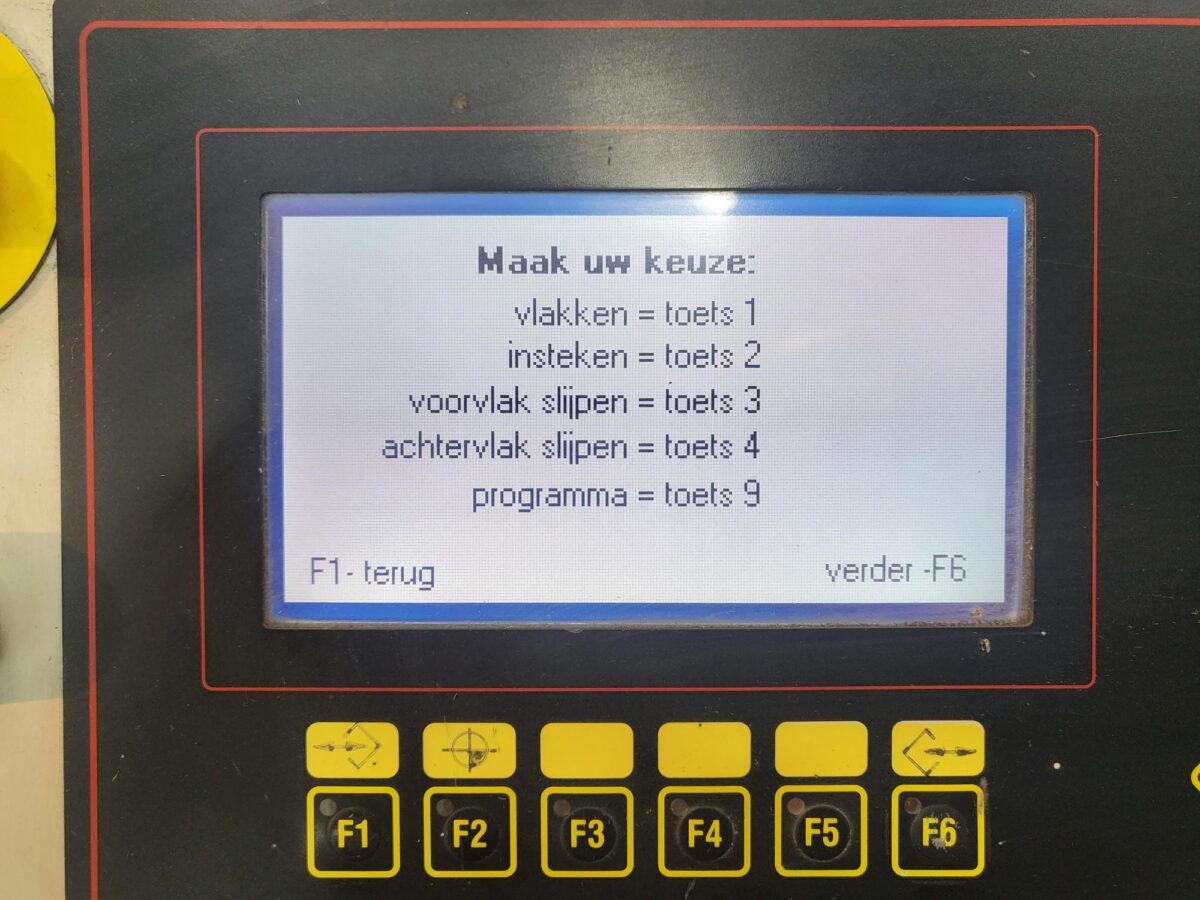 Maak uw keuze:
vlakken = toets 1
insteken = toets 2
voorvlak slijpen = toets 3
achtervlak slijpen = toets 4
programma = toets 9
F1- terug verder -F6
F1 F2 F3 F4 F5 F6